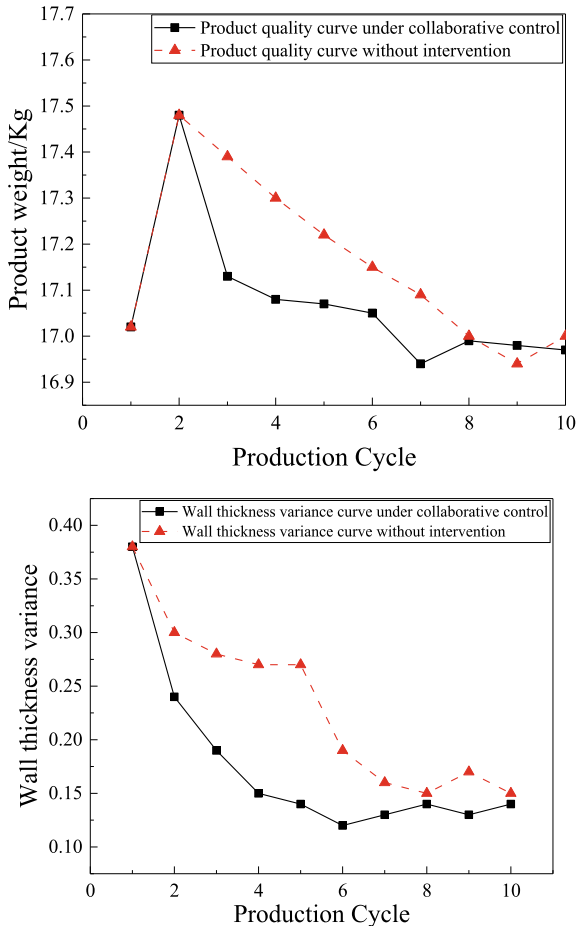 17.7
Product quality curve under collaborative control
Product quality curve without intervention
17.6
17.5
17.4
17.3
17.2
17.1
17.0
16.9
Product weight/Kg
0 2 4 6 8 10
Production Cycle
Wall thickness variance curve under collaborative control
Wall thickness variance curve without intervention
0.40
0.35
0.30
0.25
0.20
0.15
0.10
Wall thickness variance
0 2 4 6 8 10
Production Cycle